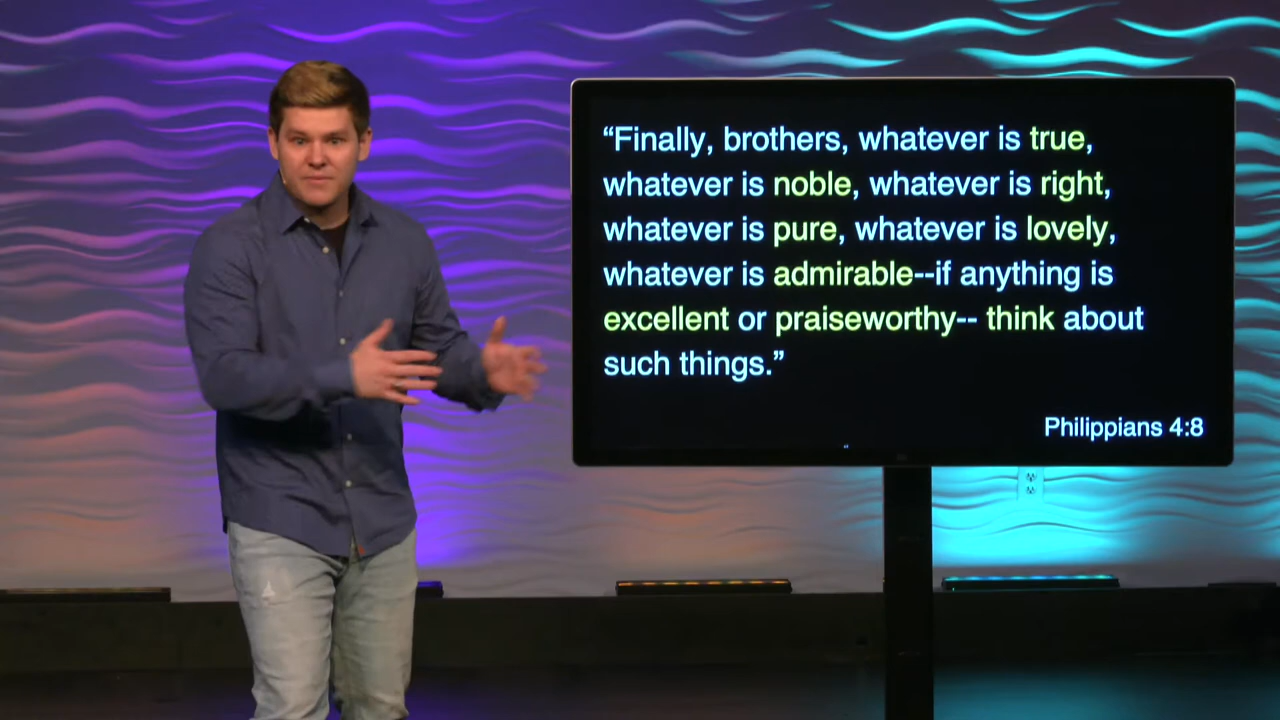 “Finally, brothers, whatever is true,
whatever is noble, whatever is right,
whatever is pure, whatever is lovely,
whatever is admirable--if anything is
excellent or praiseworthy-- think about
such things.”
Philippians 4:8